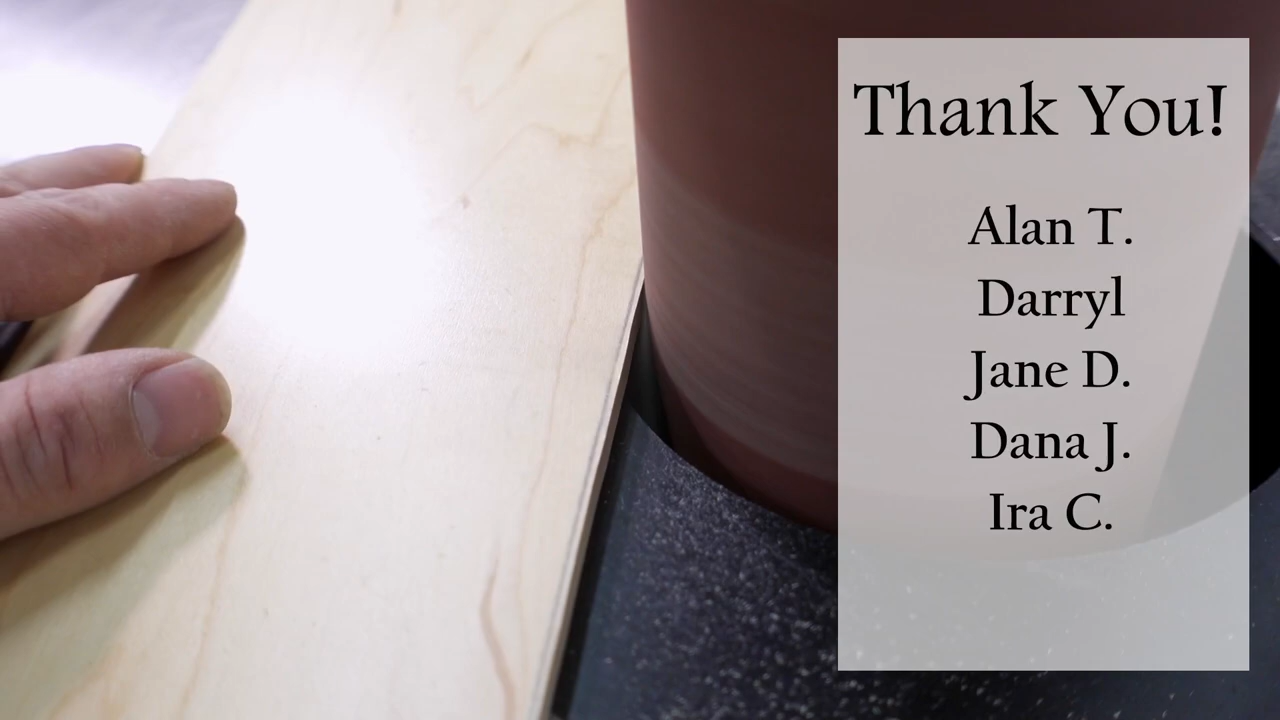 Thank You!
Alan T.
Darryl
Jane D.
Dana J.
Ira C.